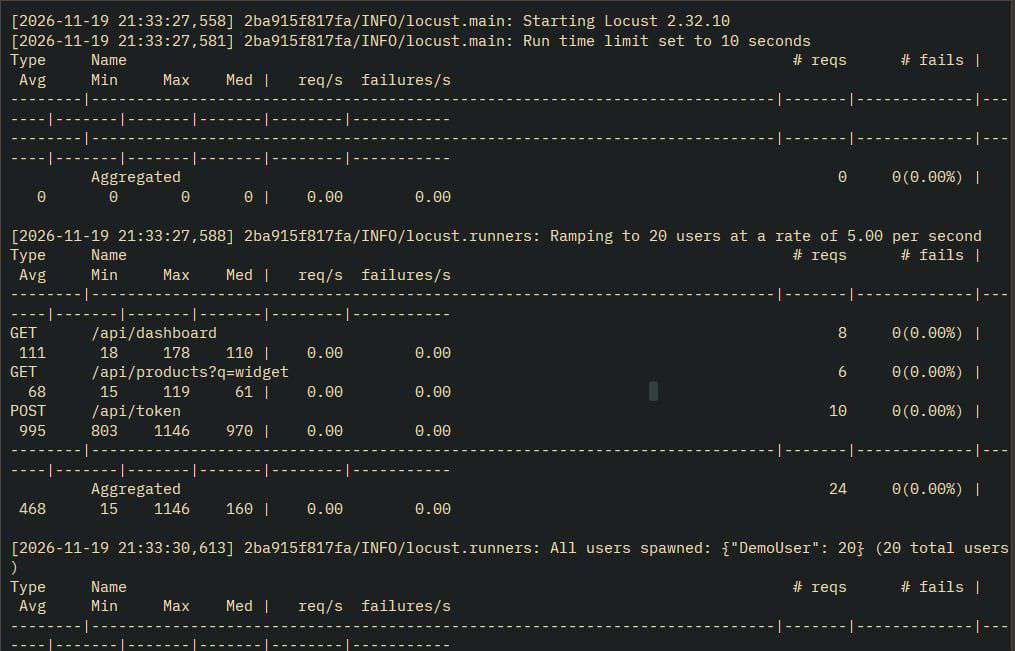 [2026-11-19 21:33:27,558] 2ba915f817fa/INFO/locust.main: Starting Locust 2.32.10
[2026-11-19 21:33:27,581] 2ba915f817fa/INFO/locust.main: Run time limit set to 10 seconds
Type     Name                                                                          # reqs      # fails |
 Avg     Min     Max    Med |   req/s  failures/s
--------|----------------------------------------------------------------------------|-------|-------------|---
----|-------|-------|-------|--------|-----------
--------|----------------------------------------------------------------------------|-------|-------------|---
----|-------|-------|-------|--------|-----------
         Aggregated                                                                         0     0(0.00%) |
   0       0       0      0 |    0.00        0.00
[2026-11-19 21:33:27,588] 2ba915f817fa/INFO/locust.runners: Ramping to 20 users at a rate of 5.00 per second
Type     Name                                                                          # reqs      # fails |
 Avg     Min     Max    Med |   req/s  failures/s
--------|----------------------------------------------------------------------------|-------|-------------|---
----|-------|-------|-------|--------|-----------
GET      /api/dashboard                                                                     8     0(0.00%) |
 111      18     178    110 |    0.00        0.00
GET      /api/products?q=widget                                                             6     0(0.00%) |
  68      15     119     61 |    0.00        0.00
POST     /api/token                                                                        10     0(0.00%) |
 995     803    1146    970 |    0.00        0.00
--------|----------------------------------------------------------------------------|-------|-------------|---
----|-------|-------|-------|--------|-----------
         Aggregated                                                                        24     0(0.00%) |
 468      15    1146    160 |    0.00        0.00
[2026-11-19 21:33:30,613] 2ba915f817fa/INFO/locust.runners: All users spawned: {"DemoUser": 20} (20 total users
)
Type     Name                                                                          # reqs      # fails |
 Avg     Min     Max    Med |   req/s  failures/s
--------|----------------------------------------------------------------------------|-------|-------------|---
----|-------|-------|-------|--------|-----------